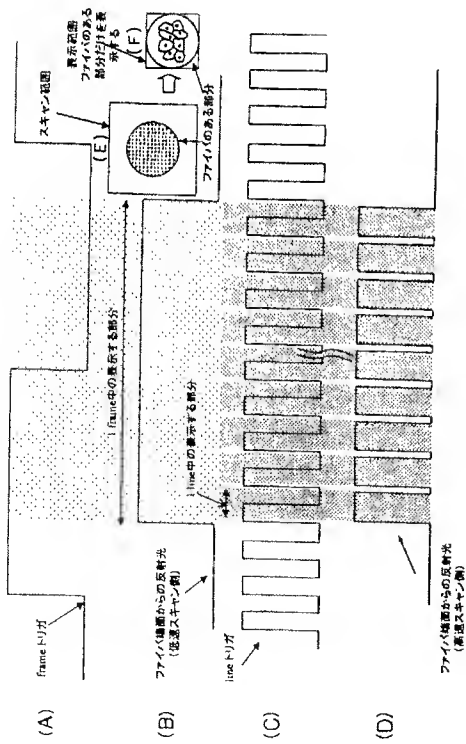 (A)
frameトリガ
1 frame中の表示する部分
(B)
ファイバ端面からの反射光
(低速スキャン側)
(C)
lineトリガ
1 line中の表示する部分
(D)
ファイバ端面からの反射光
(高速スキャン側)
スキャン範囲
(E)
ファイバのある部分
表示範囲
ファイバのある
部分だけを表
示する
(F)